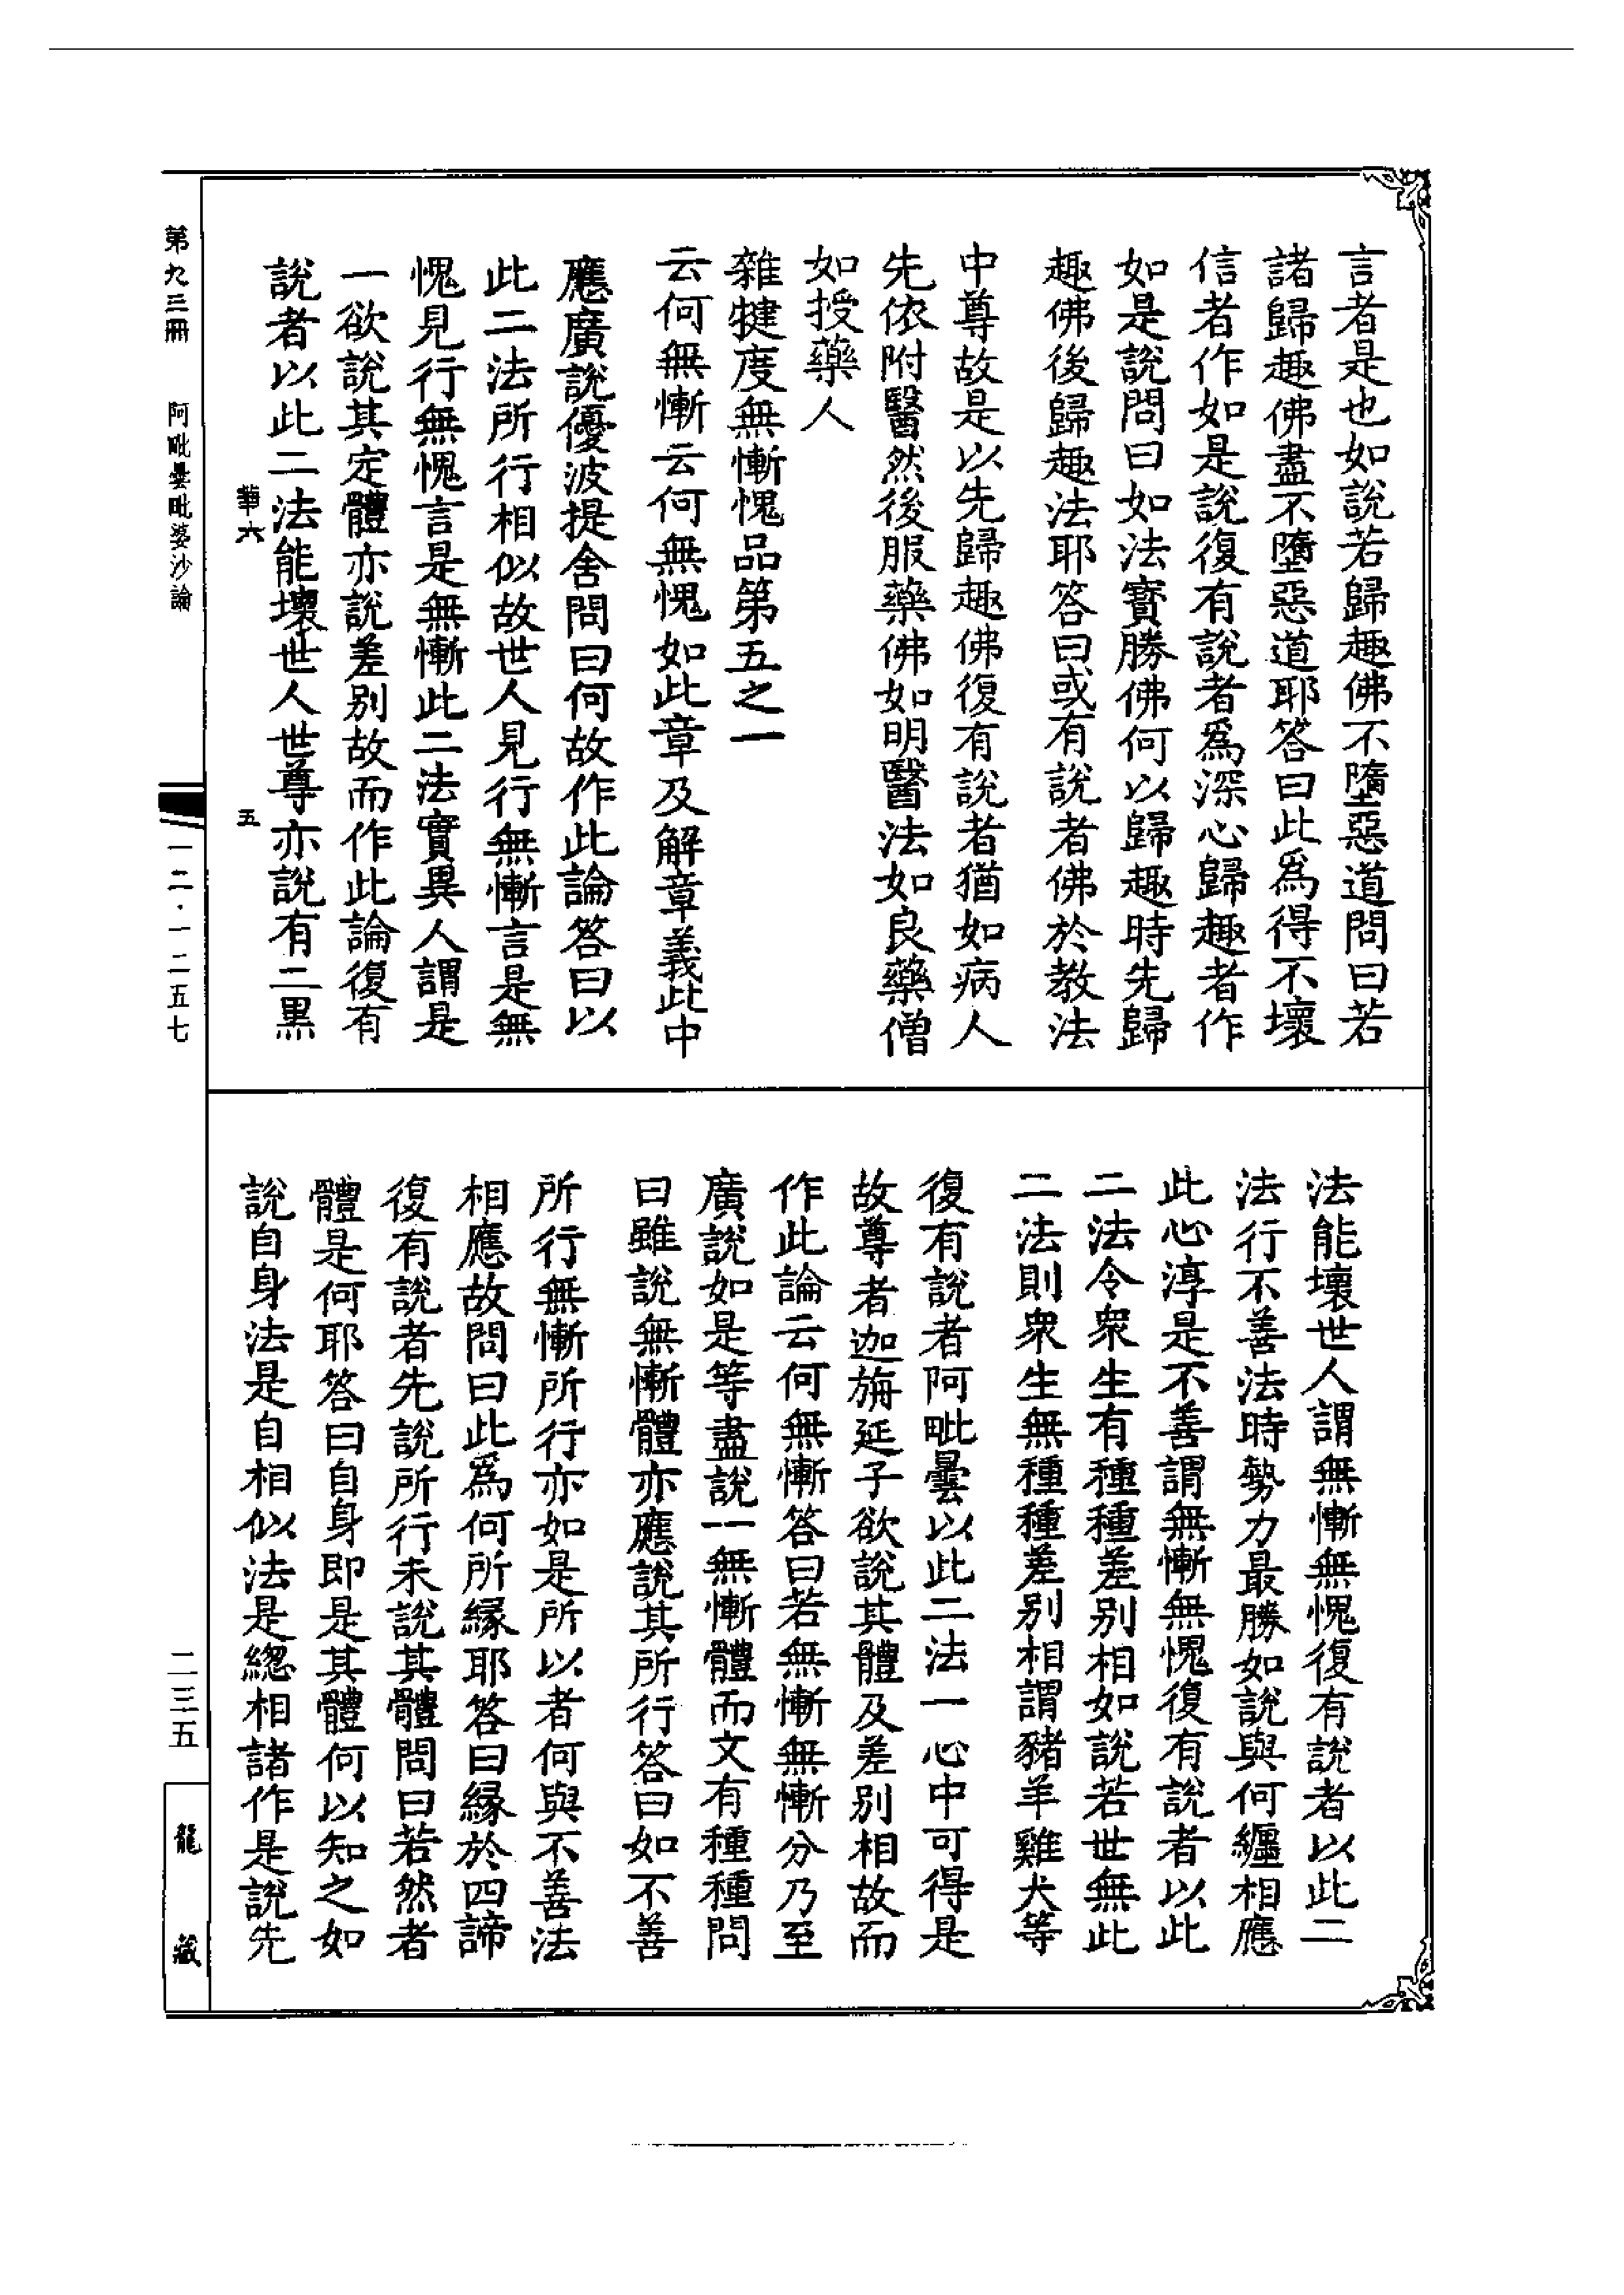 言者是也如說若歸趣佛不墮惡道問曰若
諸歸趣佛盡不墮惡道耶答曰此爲得不壞
信者作如是說復有說者爲深心歸趣者作
如是說問曰如法寶勝佛何以歸趣時先歸
趣佛後歸趣法耶答曰或有說者佛於教法
中尊故是以先歸趣佛復有說者猶如病人
先依附醫然後服藥佛如明醫法如良藥僧
如授藥人
雜犍度無慚愧品第五之一
云何無慚云何無愧如此章及解章義此中
應廣說優波提舍問曰何故作此論答曰以
此二法所行相似故世人見行無慚言是無
愧見行無愧言是無慚此二法實異人謂是
一欲說其定體亦說差別故而作此論復有
說者以此二法能壞世人世尊亦說有二黑
法能壞世人謂無慚無愧復有說者以此二
法行不善法時勢力最勝如說與何纏相應
此心淳是不善謂無慚無愧復有說者以此
二法令衆生有種種差別相如說若世無此
二法則衆生無種種差別相謂豬羊雞犬等
復有說者阿毗曇以此二法一心中可得是
故尊者迦旃延子欲說其體及差別相故而
作此論云何無慚答曰若無慚無慚分乃至
廣說如是等盡說一無慚體而文有種種問
曰雖說無慚體亦應說其所行答曰如不善
所行無慚所行亦如是所以者何與不善法
相應故問曰此爲何所緣耶答曰緣於四諦
復有說者先說所行未說其體問曰若然者
體是何耶答曰自身即是其體何以知之如
說自身法是自相似法是總相諸作是說先
華六
五
第九三冊
阿毗曇毗婆沙論
一二·一二五七
二三五
龍藏